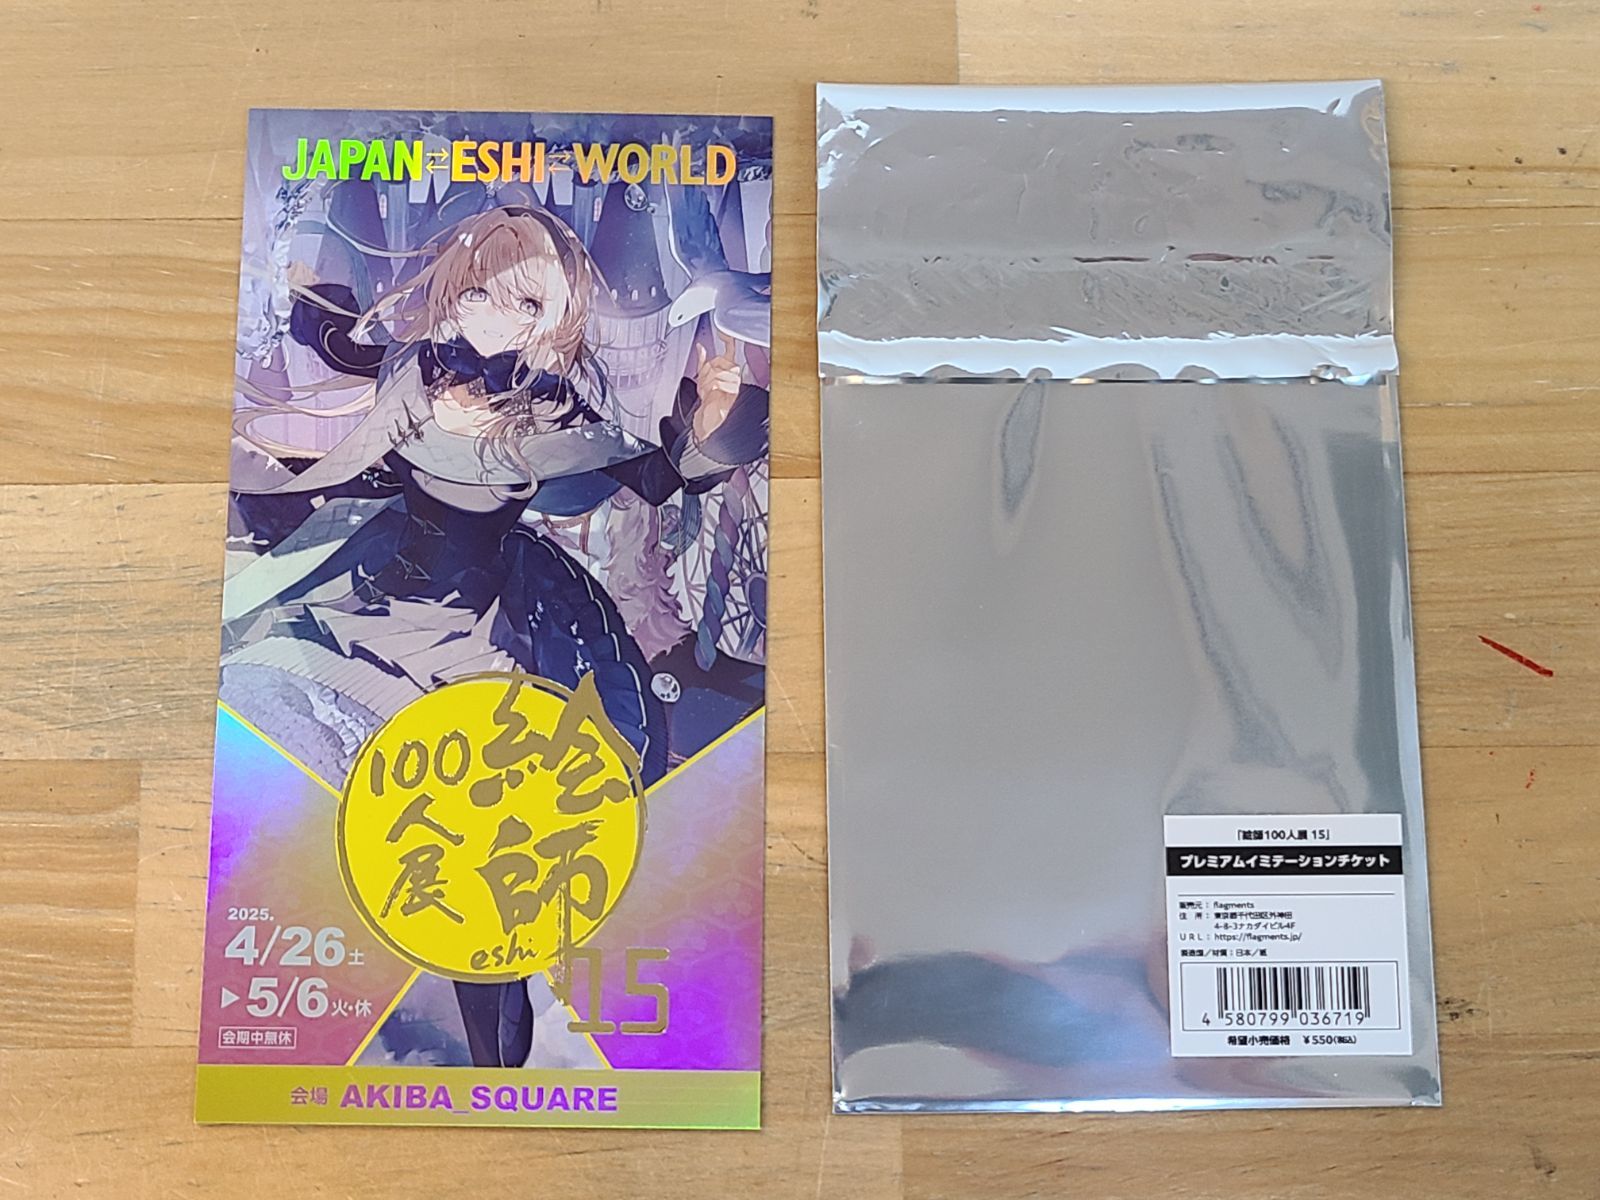 JAPAN⇄ESHI⇄WORLD
絵師
100人展
eshi
15
2025.
4/26土
▶5/6火・休
会期中無休
会場 AKIBA_SQUARE
「絵師100人展 15」
プレミアムイミテーションチケット
販売元： flagments
住 所： 東京都千代田区外神田
4-8-3ナカダイビル4F
URL： https://flagments.jp/
製造国／材質：日本／紙
4 580799 036719
希望小売価格 ￥550(税込)